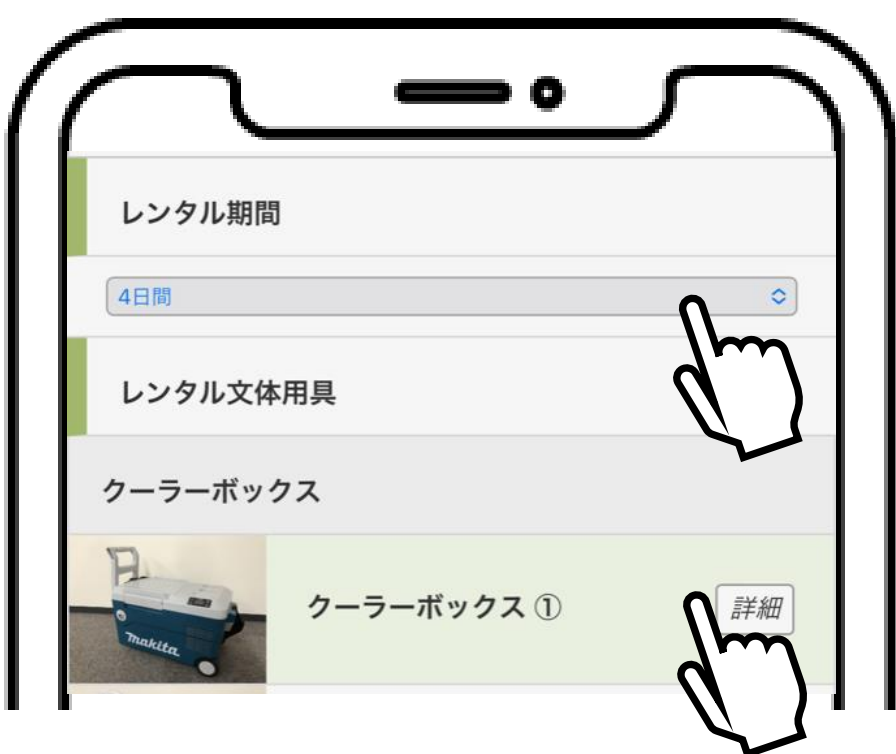 レンタル期間
4日間
レンタル文体用具
クーラーボックス
クーラーボックス ①
詳細
makita